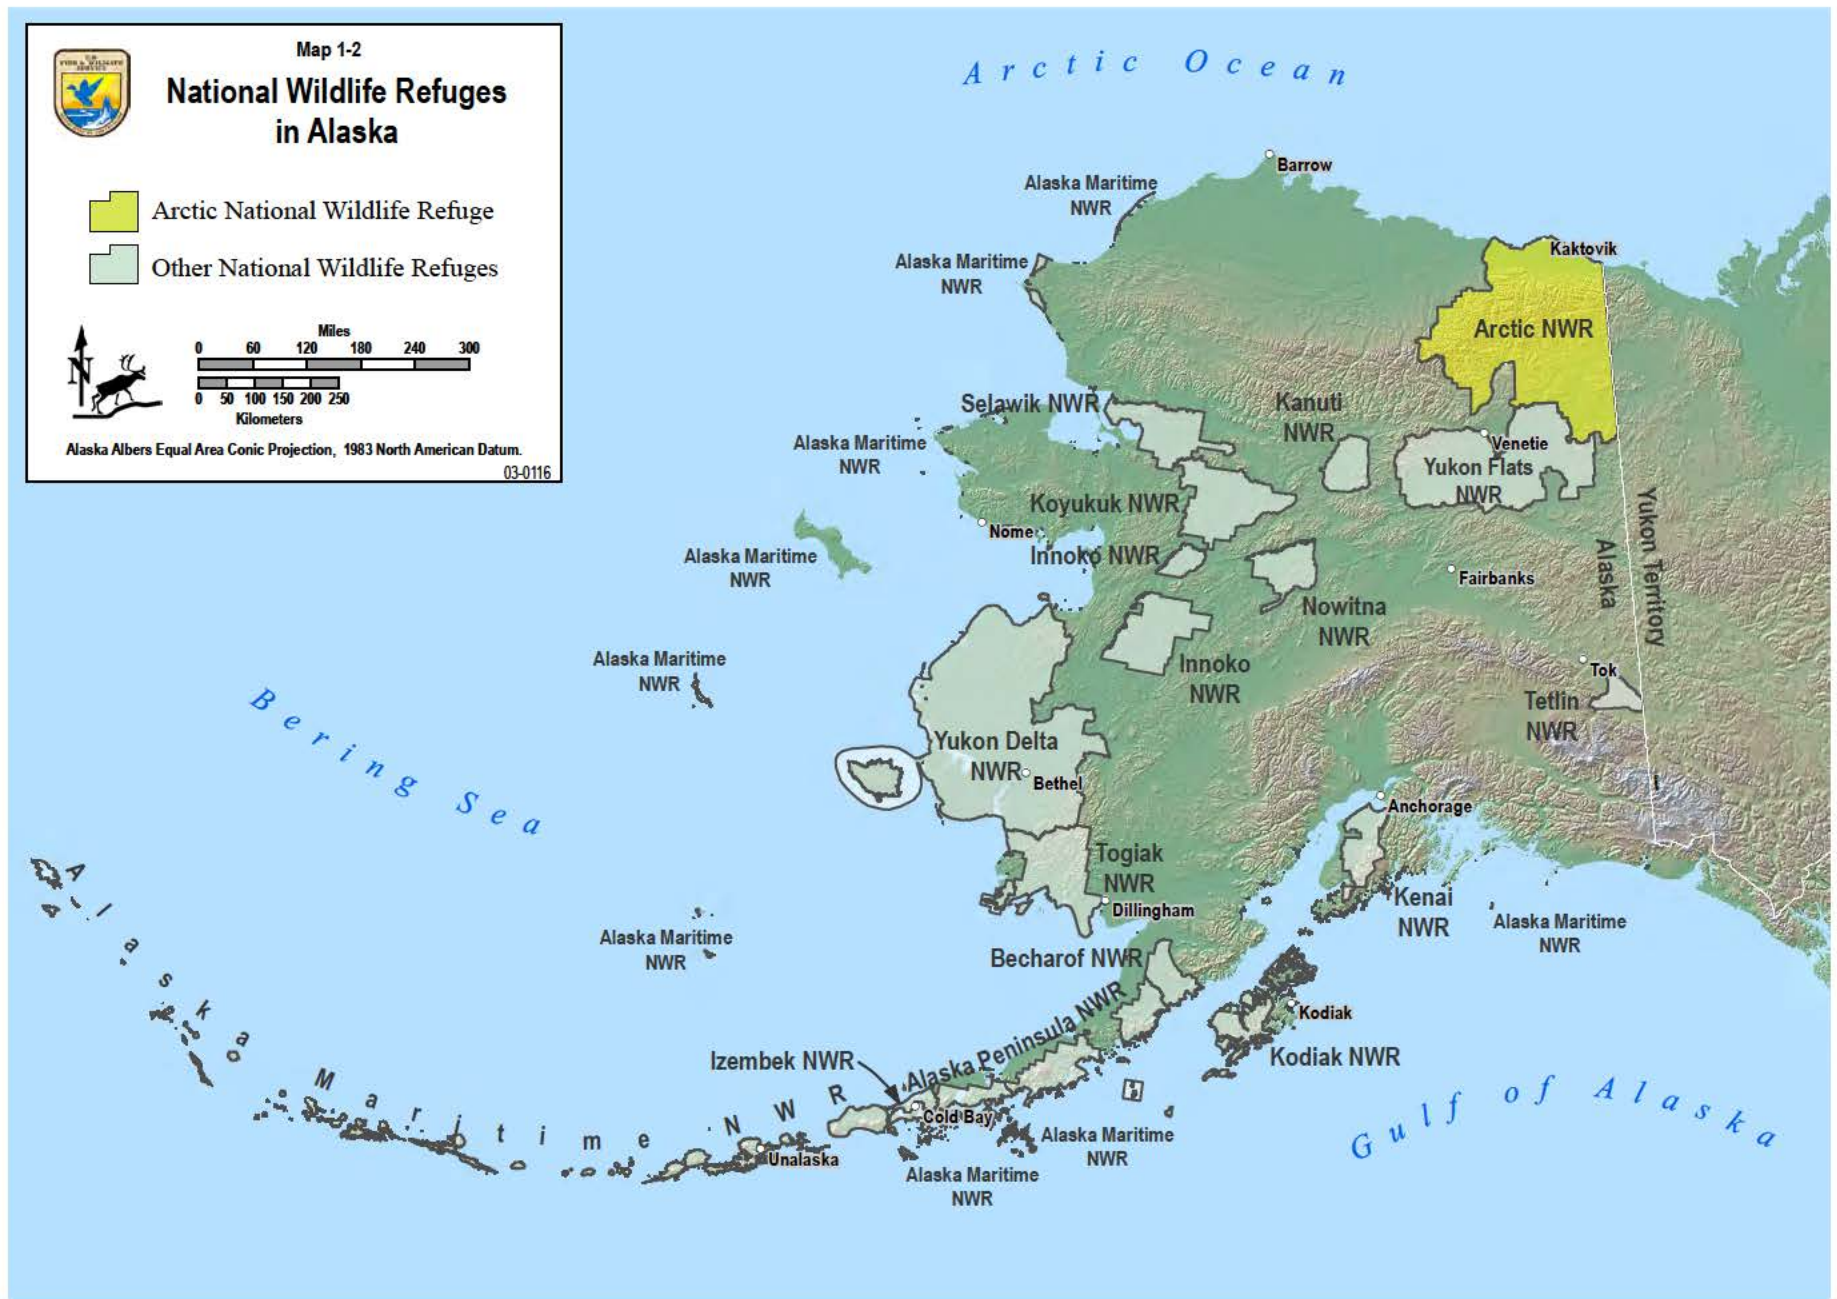 Map 1-2
National Wildlife Refuges
in Alaska
Arctic National Wildlife Refuge
Other National Wildlife Refuges
Miles
0 60 120 180 240 300
0 50 100 150 200 250
Kilometers
N
Alaska Albers Equal Area Conic Projection, 1983 North American Datum.
03-0116
U.S.
FISH & WILDLIFE
SERVICE
Arctic Ocean
Barrow
Alaska Maritime
NWR
Alaska Maritime
NWR
Kaktovik
Arctic NWR
Selawik NWR
Kanuti
NWR
Alaska Maritime
NWR
Venetie
Yukon Flats
NWR
Koyukuk NWR
Nome
Innoko NWR
Alaska Maritime
NWR
Fairbanks
Alaska
Yukon Territory
Nowitna
NWR
Innoko
NWR
Alaska Maritime
NWR
Tok
Tetlin
NWR
Bering Sea
Yukon Delta
NWR
Bethel
Anchorage
Togiak
NWR
Dillingham
Kenai
NWR
Alaska Maritime
NWR
Alaska Maritime
NWR
Becharof NWR
Alaska Peninsula NWR
Kodiak
Kodiak NWR
Izembek NWR
Cold Bay
Alaska Maritime NWR
Unalaska
Alaska Maritime
NWR
Alaska Maritime
NWR
Gulf of Alaska